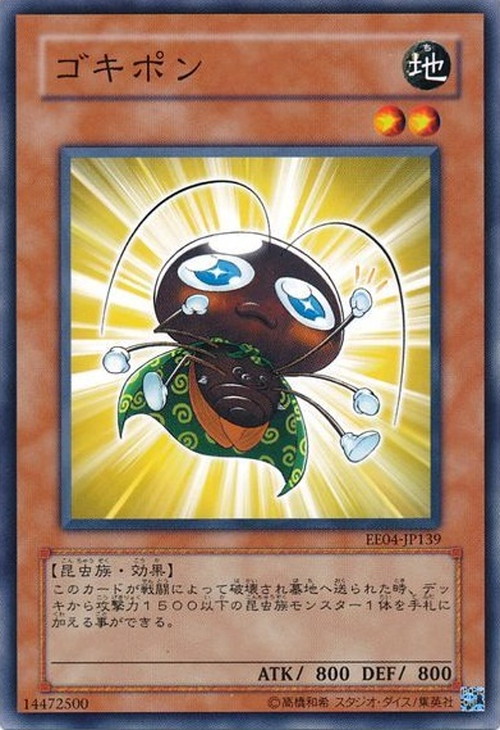 ゴキポン
地
EE04-JP139
【昆虫族・効果】
このカードが戦闘によって破壊され墓地へ送られた時、デッ
キから攻撃力1500以下の昆虫族モンスター1体を手札に
加える事ができる。
ATK/ 800 DEF/ 800
14472500
©高橋和希 スタジオ・ダイス/集英社